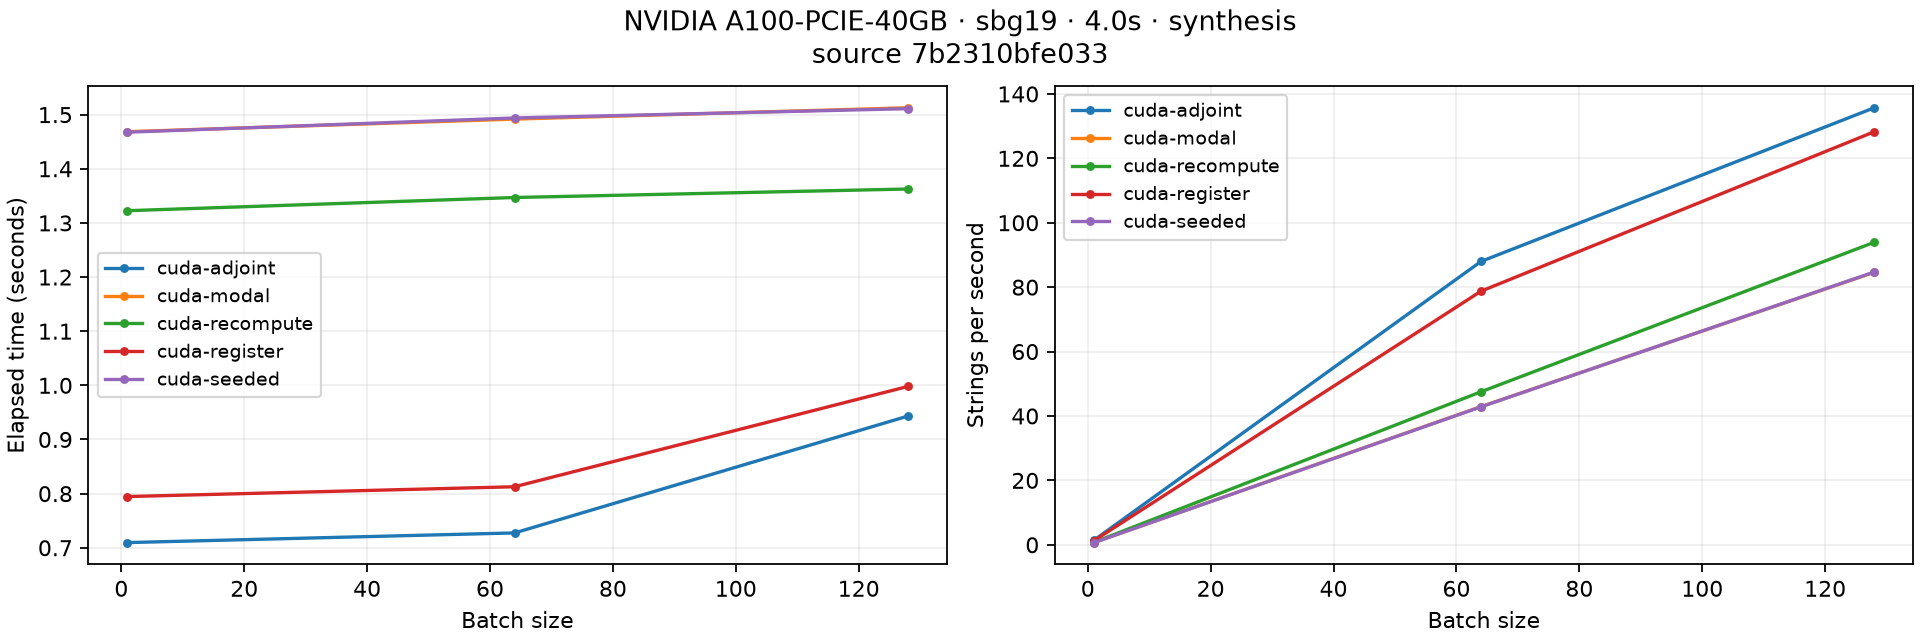 NVIDIA A100-PCIE-40GB · sbg19 · 4.0s · synthesis
source 7b2310bfe033
Elapsed time (seconds)
1.5
1.4
1.3
1.2
1.1
1.0
0.9
0.8
0.7
cuda-adjoint
cuda-modal
cuda-recompute
cuda-register
cuda-seeded
0 20 40 60 80 100 120
Batch size
Strings per second
140
120
100
80
60
40
20
0
cuda-adjoint
cuda-modal
cuda-recompute
cuda-register
cuda-seeded
0 20 40 60 80 100 120
Batch size